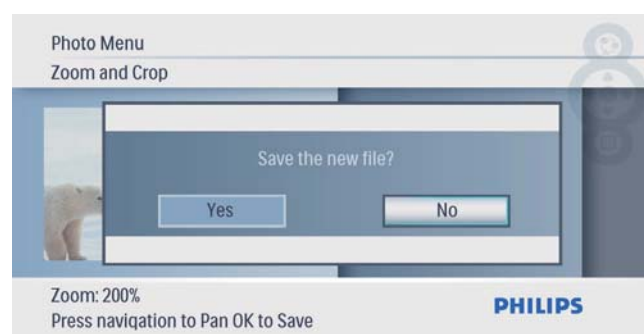 Photo Menu
Zoom and Crop
Save the new file?
Yes
No
Zoom: 200%
Press navigation to Pan OK to Save
PHILIPS